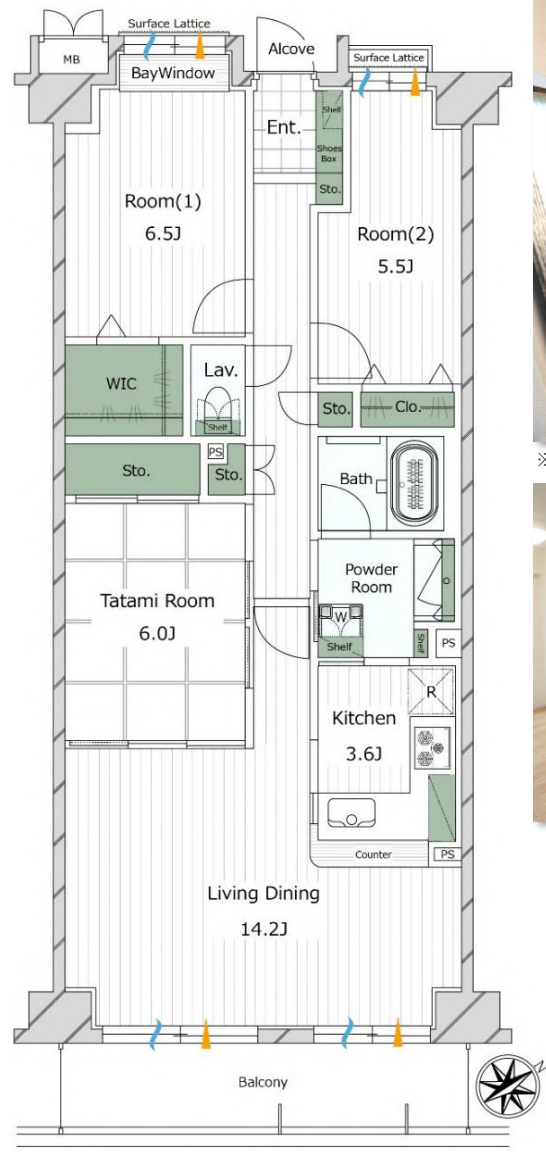 Surface Lattice
MB
BayWindow
Alcove
Surface Lattice
Ent.
Shelf
Shoes
Box
Sto.
Room(1)
6.5J
Room(2)
5.5J
WIC
Lav.
Shelf
Sto.
Clo.
Sto.
PS
Sto.
Bath
Tatami Room
6.0J
Powder
Room
W
Shelf
Shelf
PS
R
Kitchen
3.6J
Counter
PS
Living Dining
14.2J
Balcony
N
※